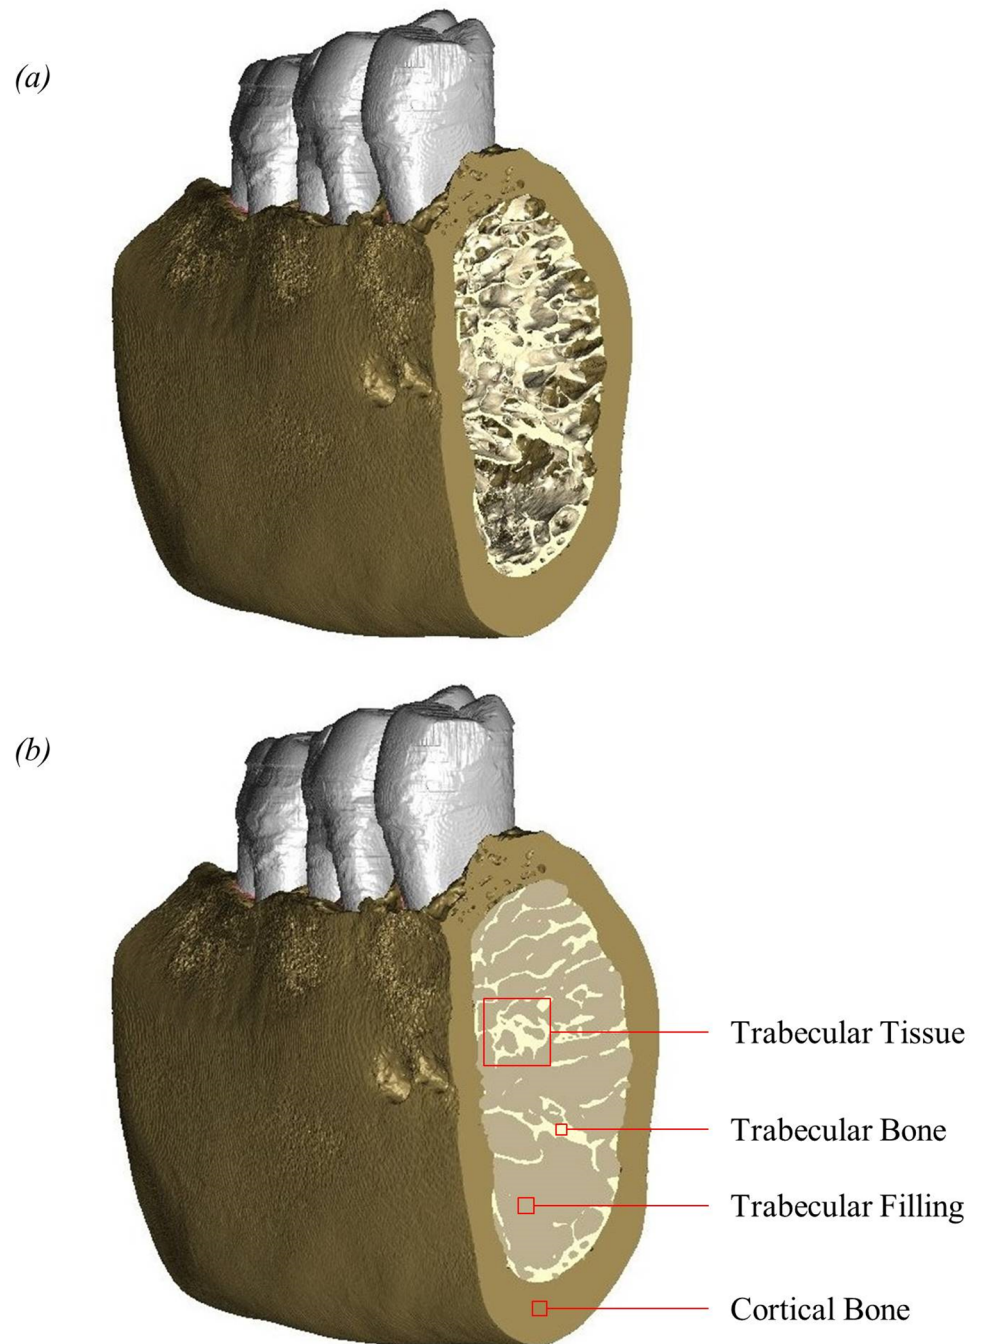 (a)
(b)
Trabecular Tissue
Trabecular Bone
Trabecular Filling
Cortical Bone